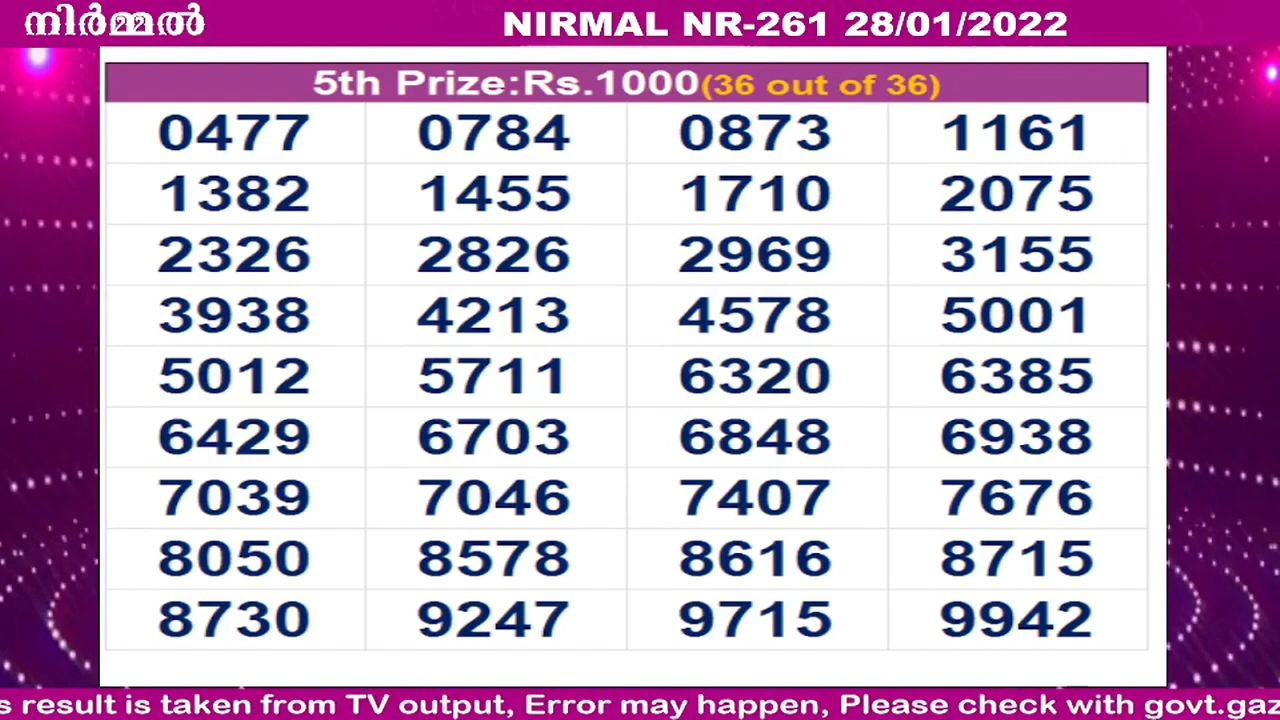 നിർമ്മൽ NIRMAL NR-261 28/01/2022
5th Prize:Rs.1000(36 out of 36)
0477 0784 0873 1161
1382 1455 1710 2075
2326 2826 2969 3155
3938 4213 4578 5001
5012 5711 6320 6385
6429 6703 6848 6938
7039 7046 7407 7676
8050 8578 8616 8715
8730 9247 9715 9942
s result is taken from TV output, Error may happen, Please check with govt.gaz